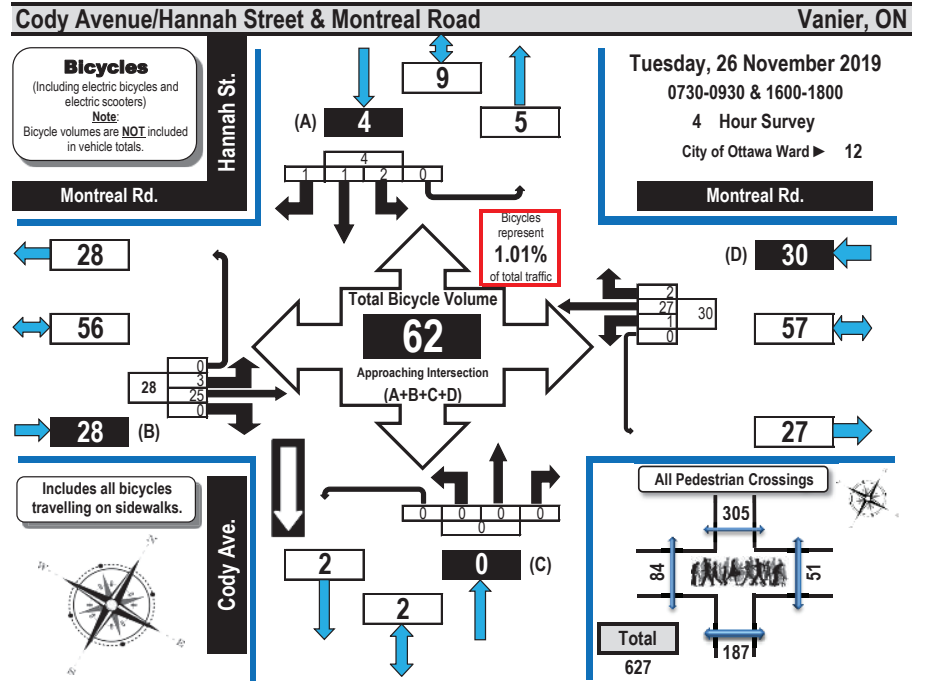 Cody Avenue/Hannah Street & Montreal Road
Vanier, ON
Bicycles
(Including electric bicycles and
electric scooters)
Note:
Bicycle volumes are NOT included
in vehicle totals.
Hannah St.
Montreal Rd.
9
(A) 4
5
4
1 1 2 0
Tuesday, 26 November 2019
0730-0930 & 1600-1800
4 Hour Survey
City of Ottawa Ward ► 12
Montreal Rd.
Bicycles
represent
1.01%
of total traffic
28
56
28
0
3
25
0
28 (B)
Total Bicycle Volume
62
Approaching Intersection
(A+B+C+D)
(D) 30
2
27
1
0
30
57
27
Includes all bicycles
travelling on sidewalks.
Cody Ave.
N
W
E
S
0 0 0 0
0
2
0 (C)
2
All Pedestrian Crossings
305
84
51
187
Total
627